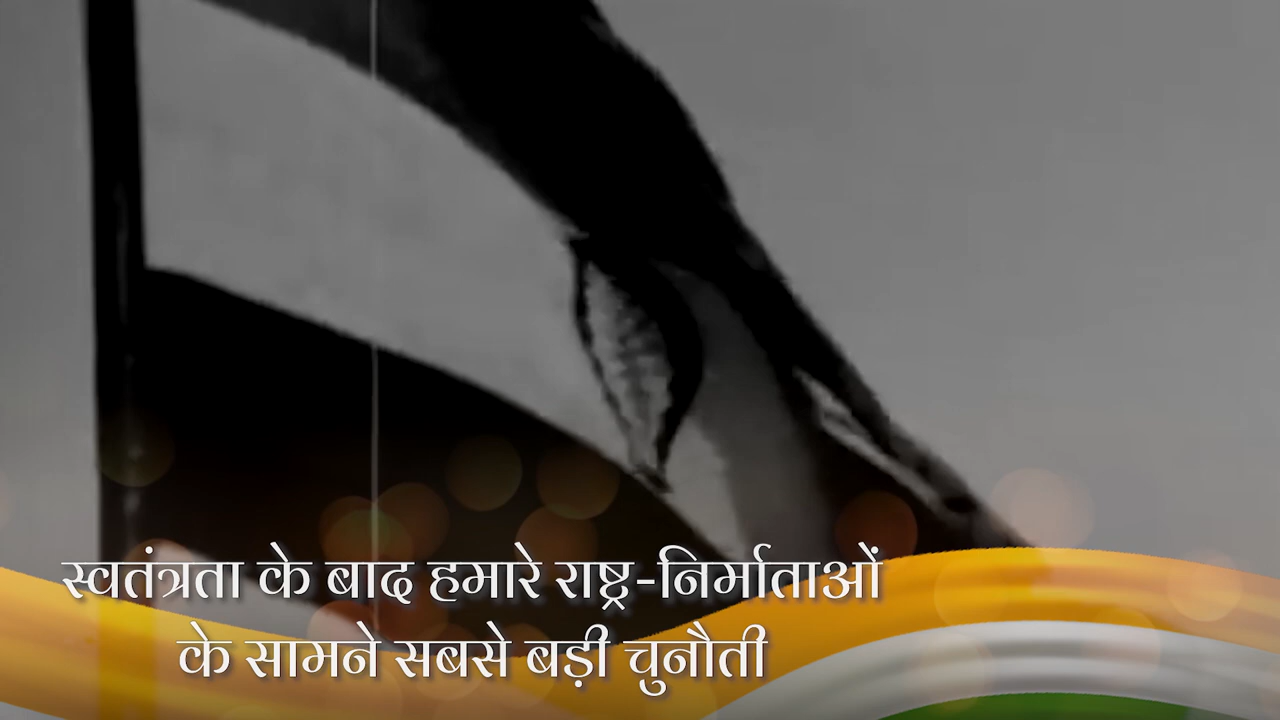 स्वतंत्रता के बाद हमारे राष्ट्र-निर्माताओं
के सामने सबसे बड़ी चुनौती